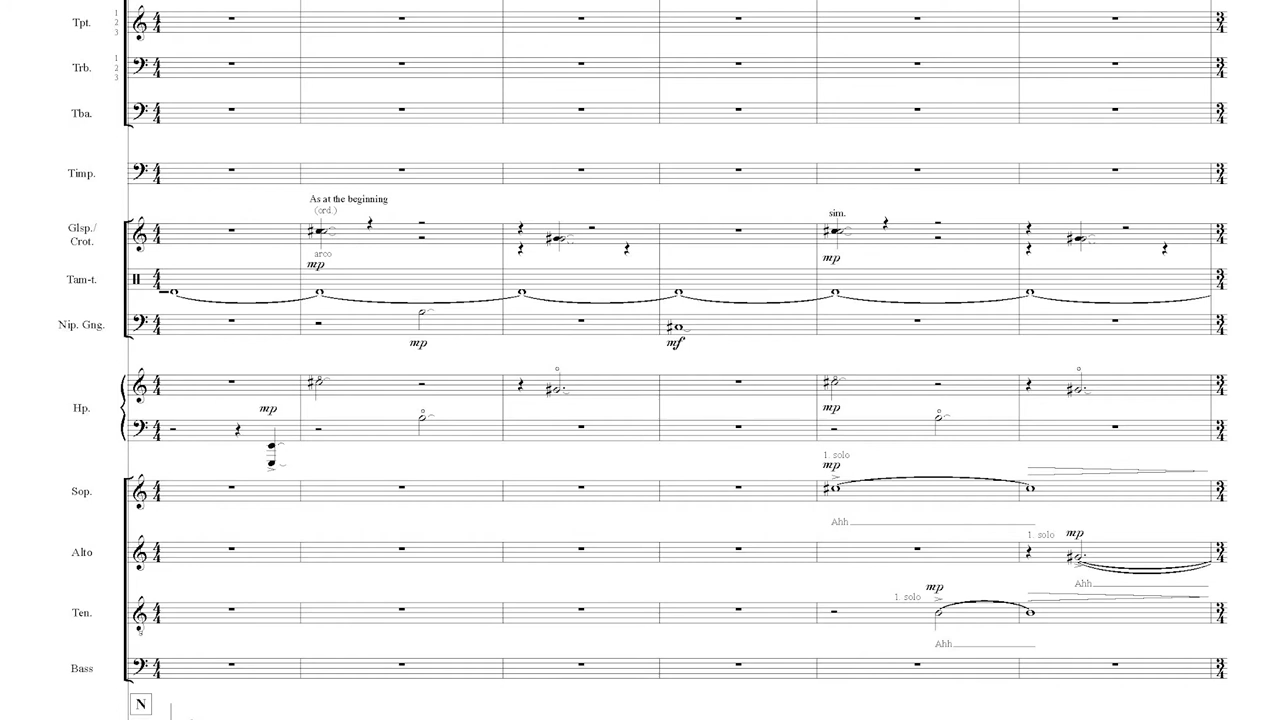 Tpt.
1
2
3
Trb.
1
2
3
Tba.
Timp.
As at the beginning
(ord.)
sim.
Glsp./
Crot.
arco
mp
mp
Tam-t.
Nip. Gng.
mp
mf
Hp.
mp
mp
1. solo
mp
Sop.
Ahh
1. solo
mp
Alto
Ahh
mp
1. solo
Ten.
Ahh
Bass
N